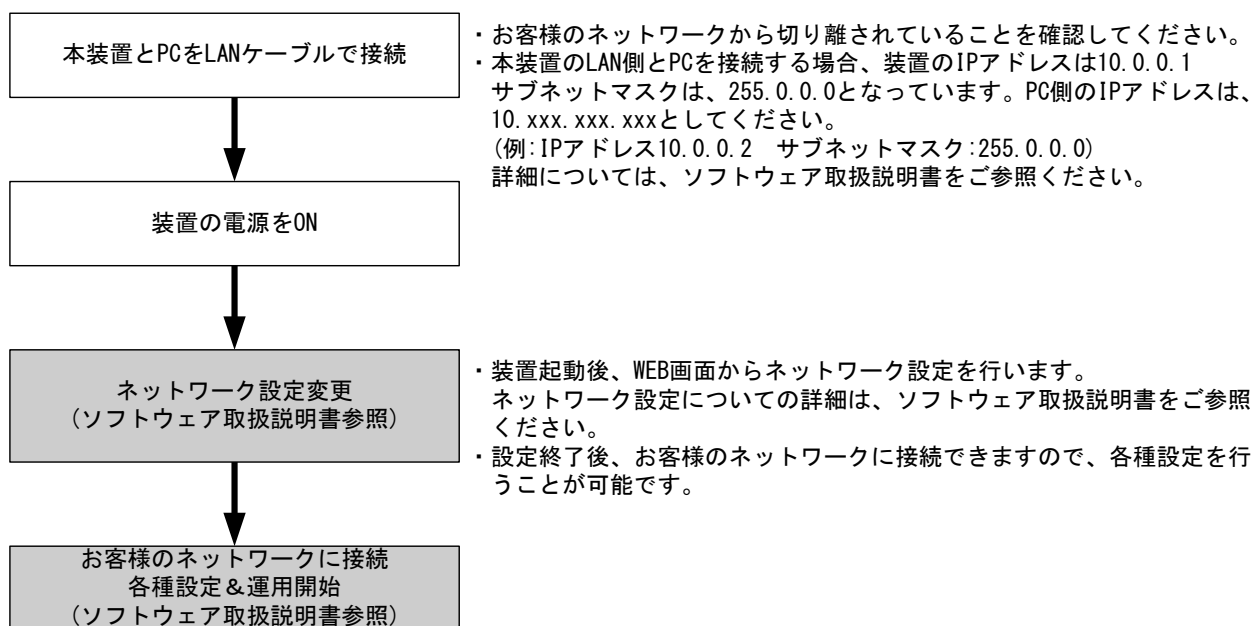 本装置とPCをLANケーブルで接続
・お客様のネットワークから切り離されていることを確認してください。
・本装置のLAN側とPCを接続する場合、装置のIPアドレスは10.0.0.1
サブネットマスクは、255.0.0.0となっています。PC側のIPアドレスは、
10.xxx.xxx.xxxとしてください。
(例:IPアドレス10.0.0.2　サブネットマスク:255.0.0.0)
詳細については、ソフトウェア取扱説明書をご参照ください。
装置の電源をON
ネットワーク設定変更
(ソフトウェア取扱説明書参照)
・装置起動後、WEB画面からネットワーク設定を行います。
ネットワーク設定についての詳細は、ソフトウェア取扱説明書をご参照
ください。
・設定終了後、お客様のネットワークに接続できますので、各種設定を行
うことが可能です。
お客様のネットワークに接続
各種設定＆運用開始
(ソフトウェア取扱説明書参照)